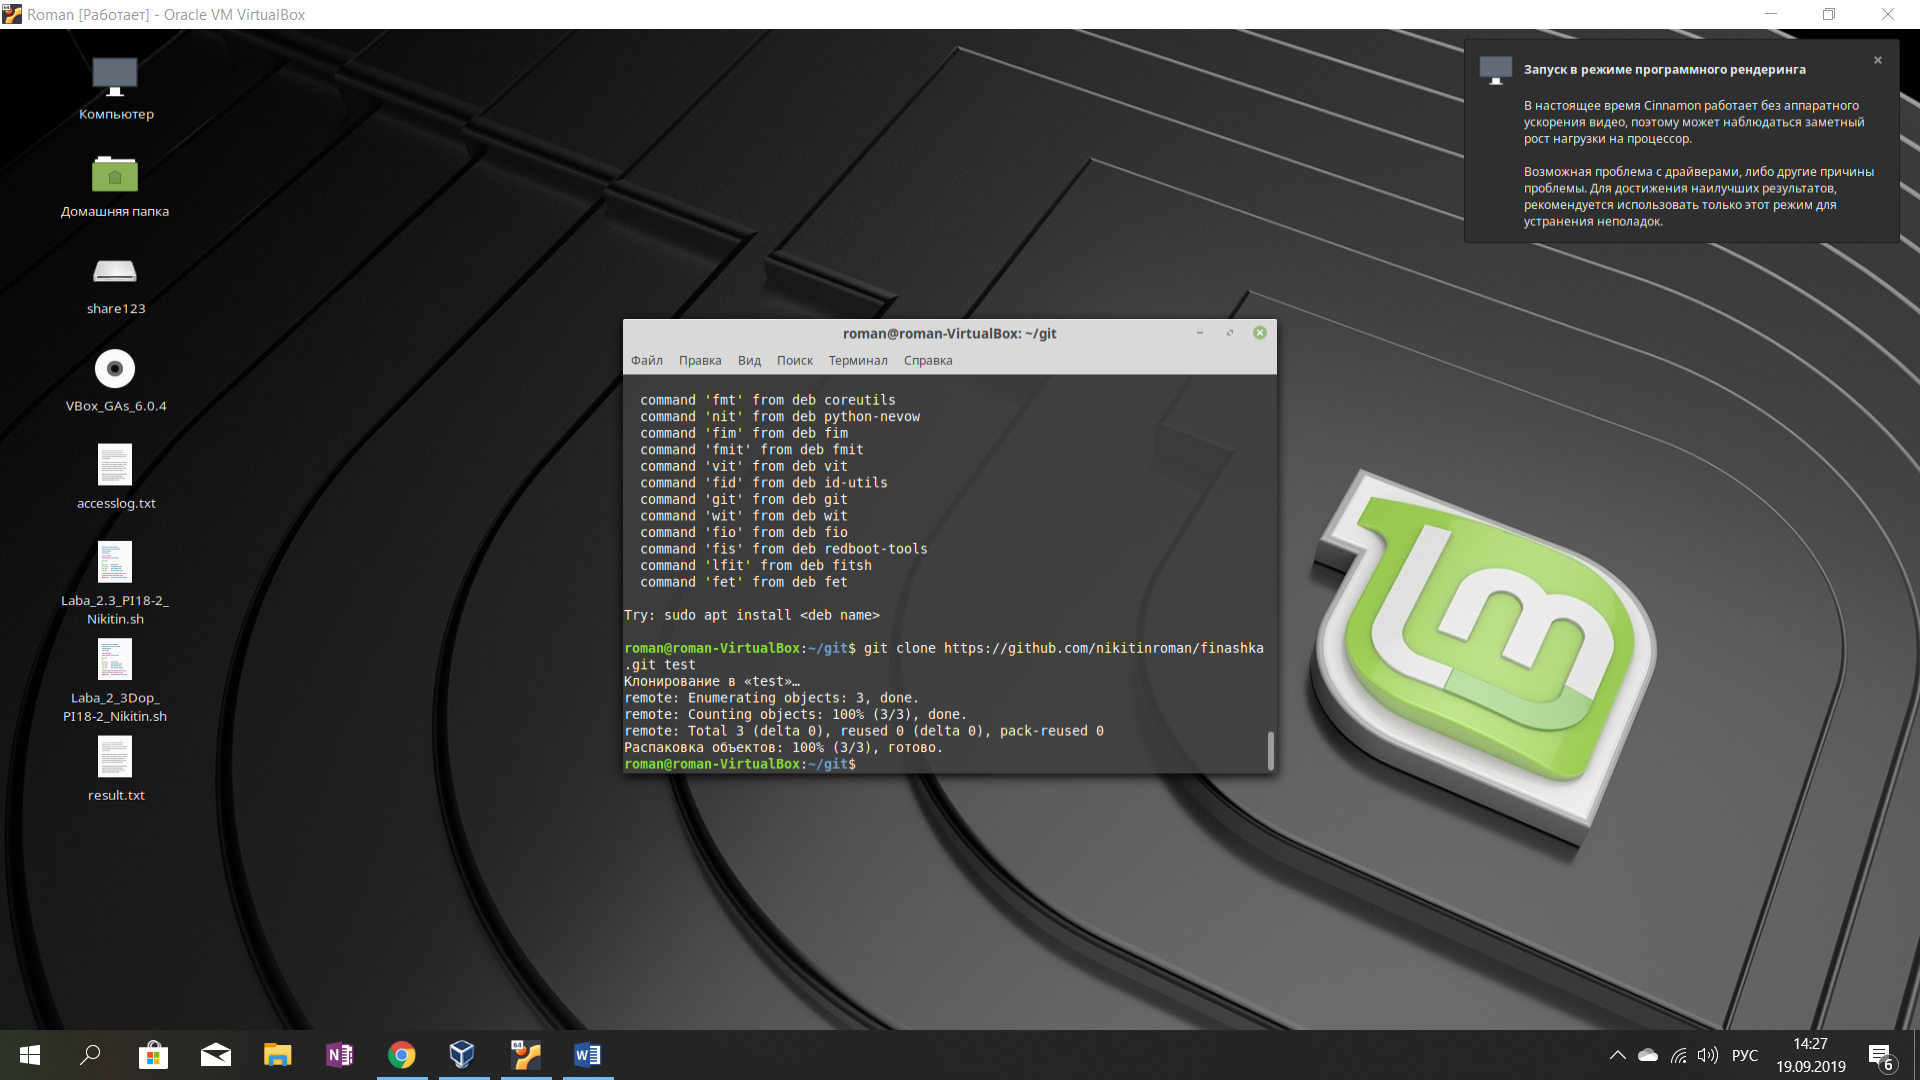 Roman [Работает] - Oracle VM VirtualBox
Компьютер
Домашняя папка
share123
VBox_GAs_6.0.4
accesslog.txt
Laba_2.3_PI18-2_
Nikitin.sh
Laba_2_3Dop_
PI18-2_Nikitin.sh
result.txt
Запуск в режиме программного рендеринга
В настоящее время Cinnamon работает без аппаратного
ускорения видео, поэтому может наблюдаться заметный
рост нагрузки на процессор.
Возможная проблема с драйверами, либо другие причины
проблемы. Для достижения наилучших результатов,
рекомендуется использовать только этот режим для
устранения неполадок.
roman@roman-VirtualBox: ~/git
Файл Правка Вид Поиск Терминал Справка
command 'fmt' from deb coreutils
command 'nit' from deb python-nevow
command 'fim' from deb fim
command 'fmit' from deb fmit
command 'vit' from deb vit
command 'fid' from deb id-utils
command 'git' from deb git
command 'wit' from deb wit
command 'fio' from deb fio
command 'fis' from deb redboot-tools
command 'lfit' from deb fitsh
command 'fet' from deb fet
Try: sudo apt install <deb name>
roman@roman-VirtualBox:~/git$ git clone https://github.com/nikitinroman/finashka
.git test
Клонирование в «test»…
remote: Enumerating objects: 3, done.
remote: Counting objects: 100% (3/3), done.
remote: Total 3 (delta 0), reused 0 (delta 0), pack-reused 0
Распаковка объектов: 100% (3/3), готово.
roman@roman-VirtualBox:~/git$
lm
N
64
W
РУС
14:27
19.09.2019
6